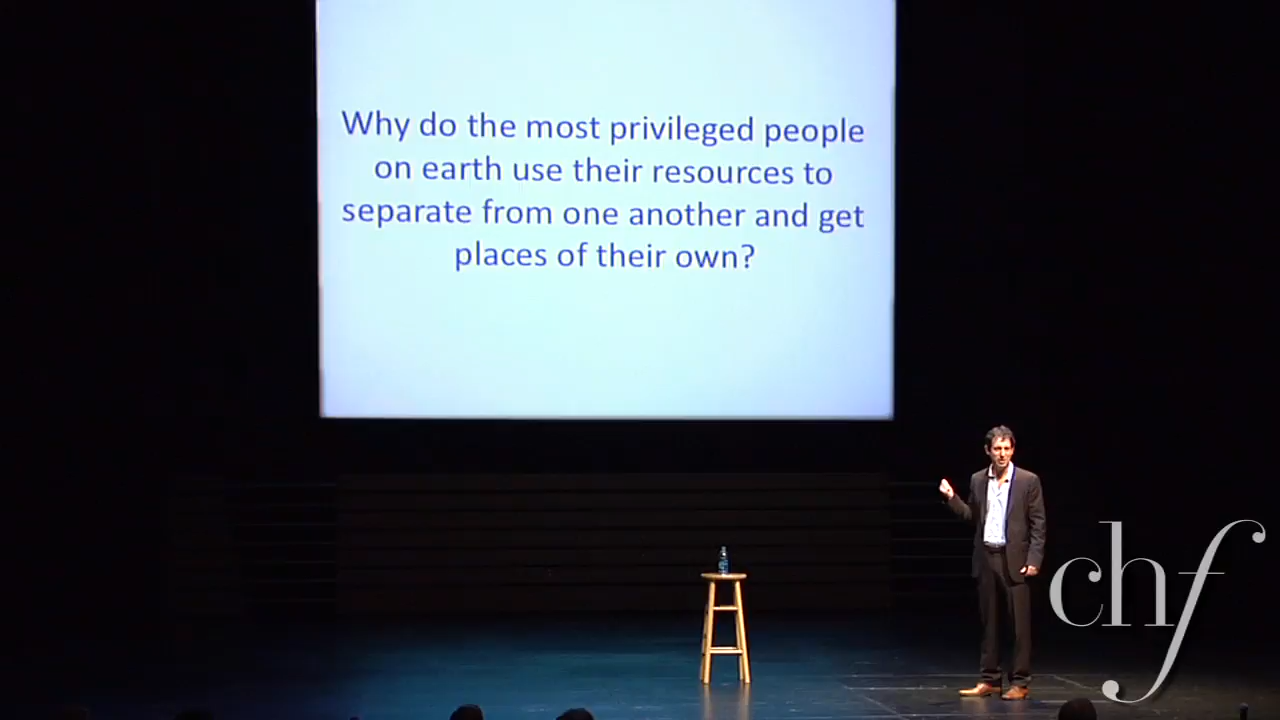 Why do the most privileged people
on earth use their resources to
separate from one another and get
places of their own?
chf